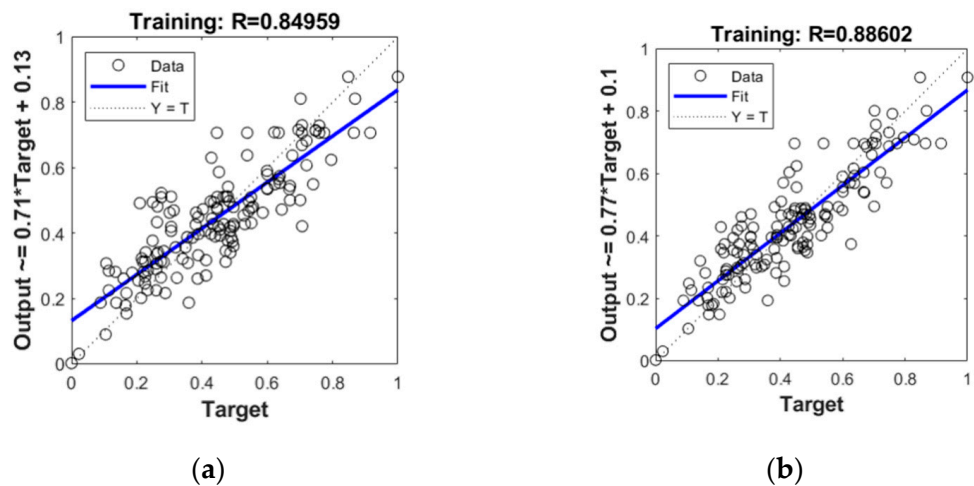 Training: R=0.84959
Output ~= 0.71*Target + 0.13
1
0.8
0.6
0.4
0.2
0
Data
Fit
Y = T
0 0.2 0.4 0.6 0.8 1
Target
(a)
Training: R=0.88602
Output ~= 0.77*Target + 0.1
1
0.8
0.6
0.4
0.2
0
Data
Fit
Y = T
0 0.2 0.4 0.6 0.8 1
Target
(b)